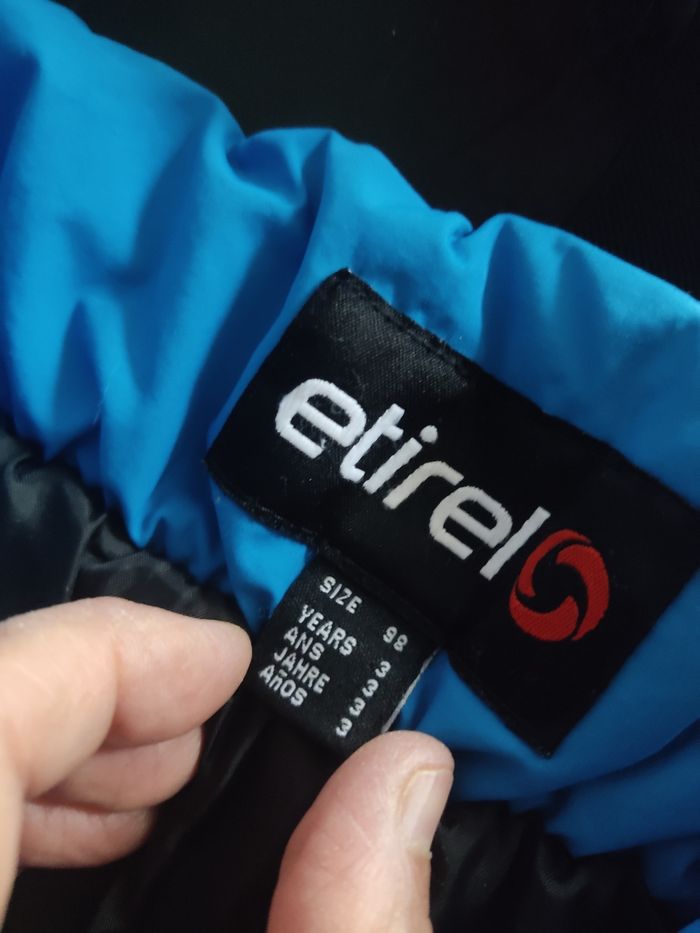 etirel
SIZE 98
YEARS 3
ANS 3
JAHRE 3
AñOS 3